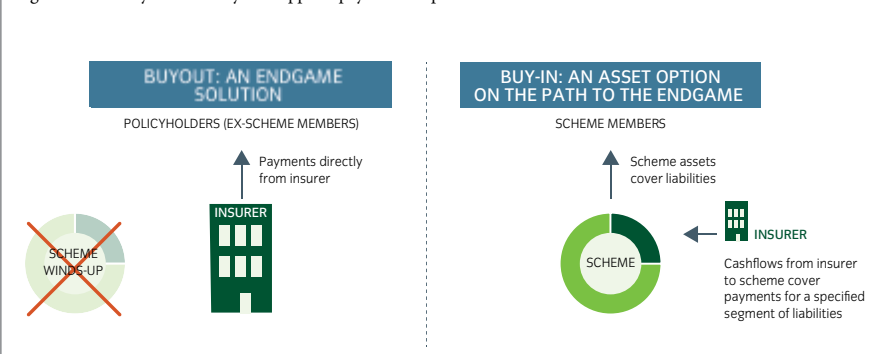 BUYOUT: AN ENDGAME
SOLUTION
POLICYHOLDERS (EX-SCHEME MEMBERS)
Payments directly
from insurer
INSURER
SCHEME
WINDS-UP
BUY-IN: AN ASSET OPTION
ON THE PATH TO THE ENDGAME
SCHEME MEMBERS
Scheme assets
cover liabilities
SCHEME
INSURER
Cashflows from insurer
to scheme cover
payments for a specified
segment of liabilities